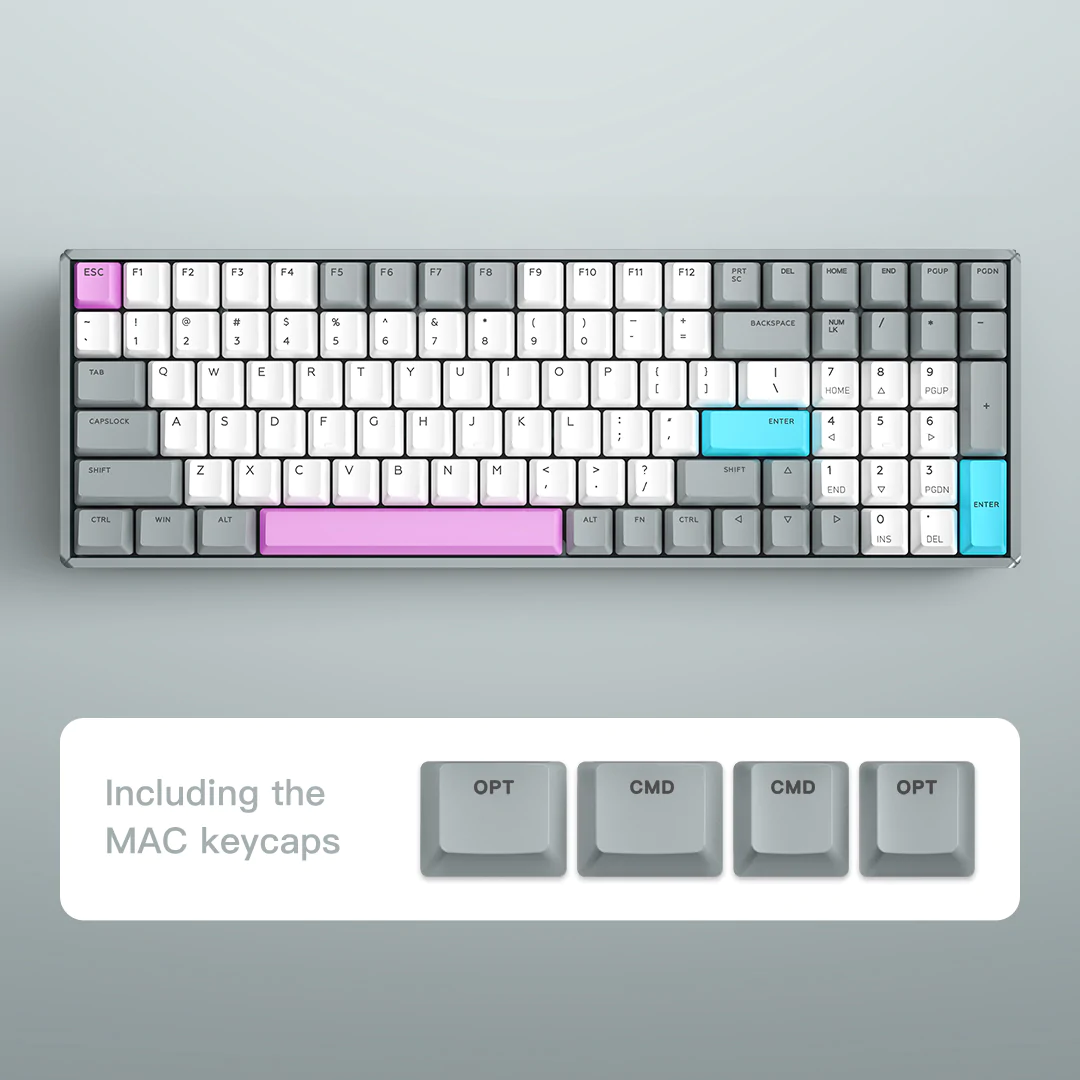 ESC F1 F2 F3 F4 F5 F6 F7 F8 F9 F10 F11 F12 PRT SC DEL HOME END PGUP PGDN
~ ` ! 1 @ 2 # 3 $ 4 % 5 ^ 6 & 7 * 8 ( 9 ) 0 — - + = BACKSPACE NUM LK / * −
TAB Q W E R T Y U I O P { [ } ] | \ 7 HOME 8 △ 9 PGUP +
CAPSLOCK A S D F G H J K L : ; " ' ENTER 4 ◁ 5 6 ▷
SHIFT Z X C V B N M < , > . ? / SHIFT △ 1 END 2 ▽ 3 PGDN ENTER
CTRL WIN ALT ALT FN CTRL ◁ ▽ ▷ 0 INS . DEL
Including the
MAC keycaps
OPT CMD CMD OPT